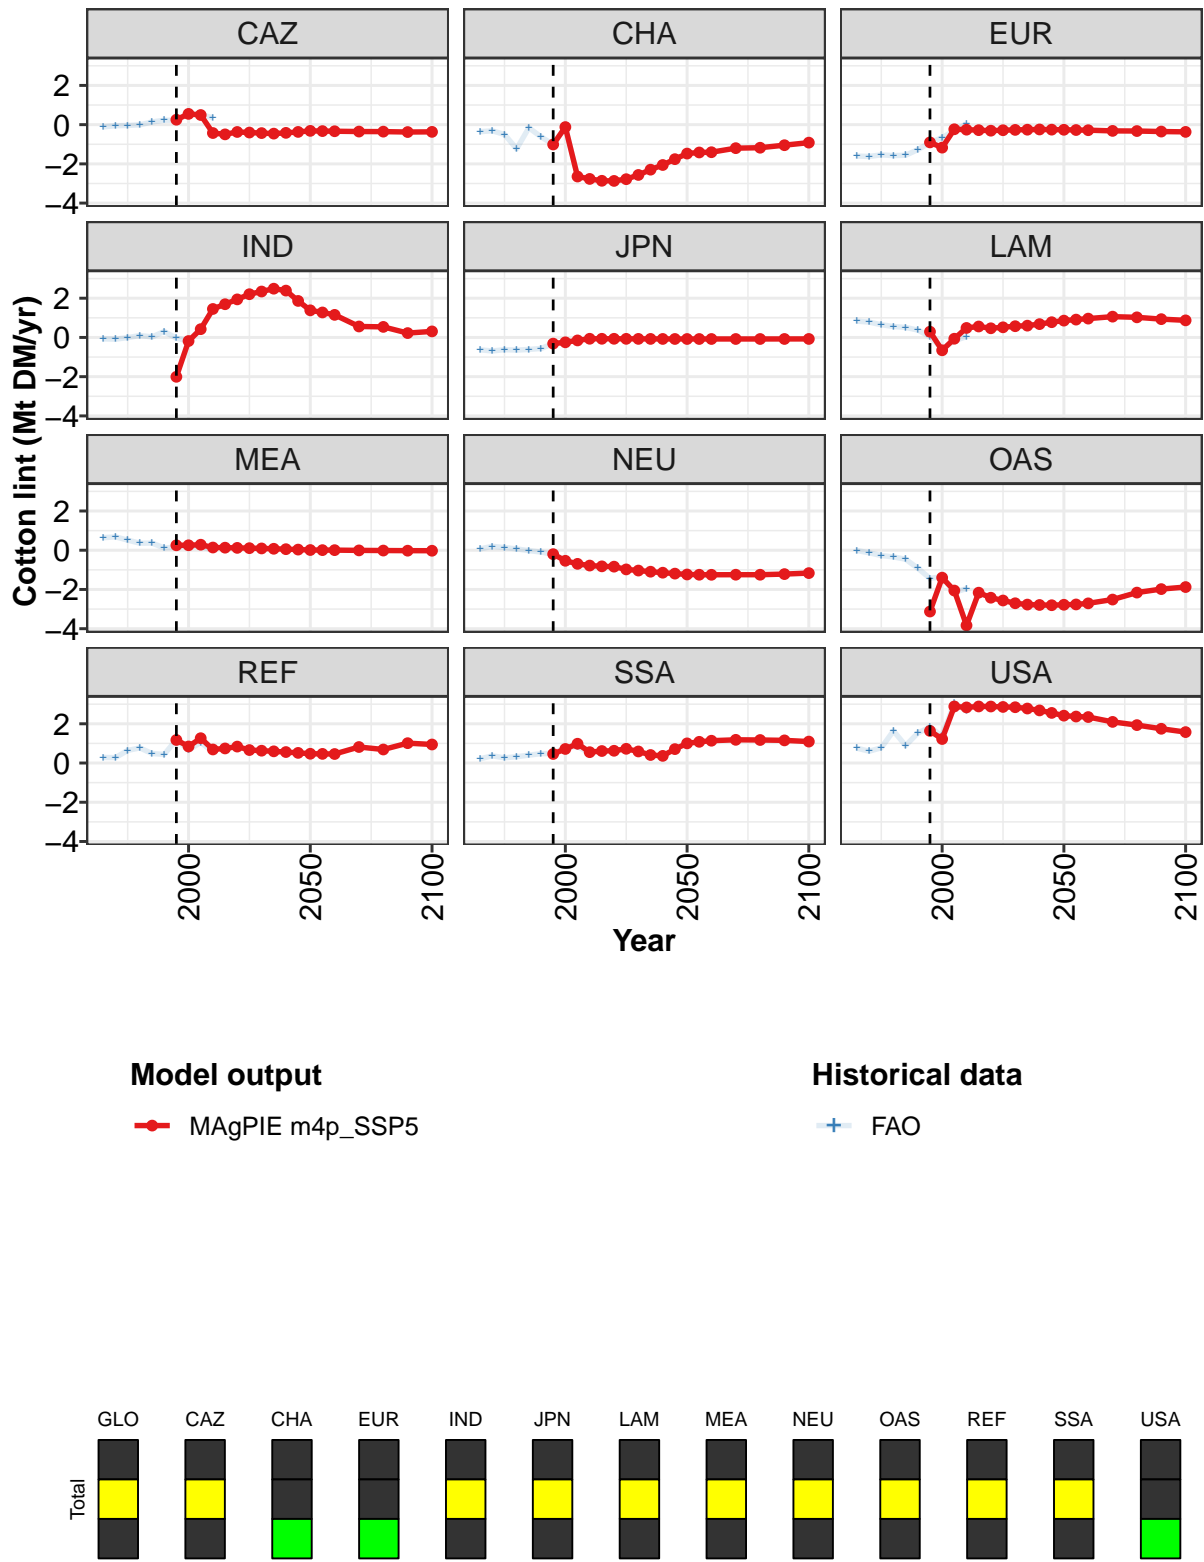 CAZ CHA EUR
2
0
−2
−4
IND JPN LAM
2
0
−2
−4
MEA NEU OAS
2
0
−2
−4
REF SSA USA
2
0
−2
−4
Cotton lint (Mt DM/yr)
2000 2050 2100 2000 2050 2100 2000 2050 2100
Year
Model output Historical data
MAgPIE m4p_SSP5 FAO
GLO CAZ CHA EUR IND JPN LAM MEA NEU OAS REF SSA USA
Total